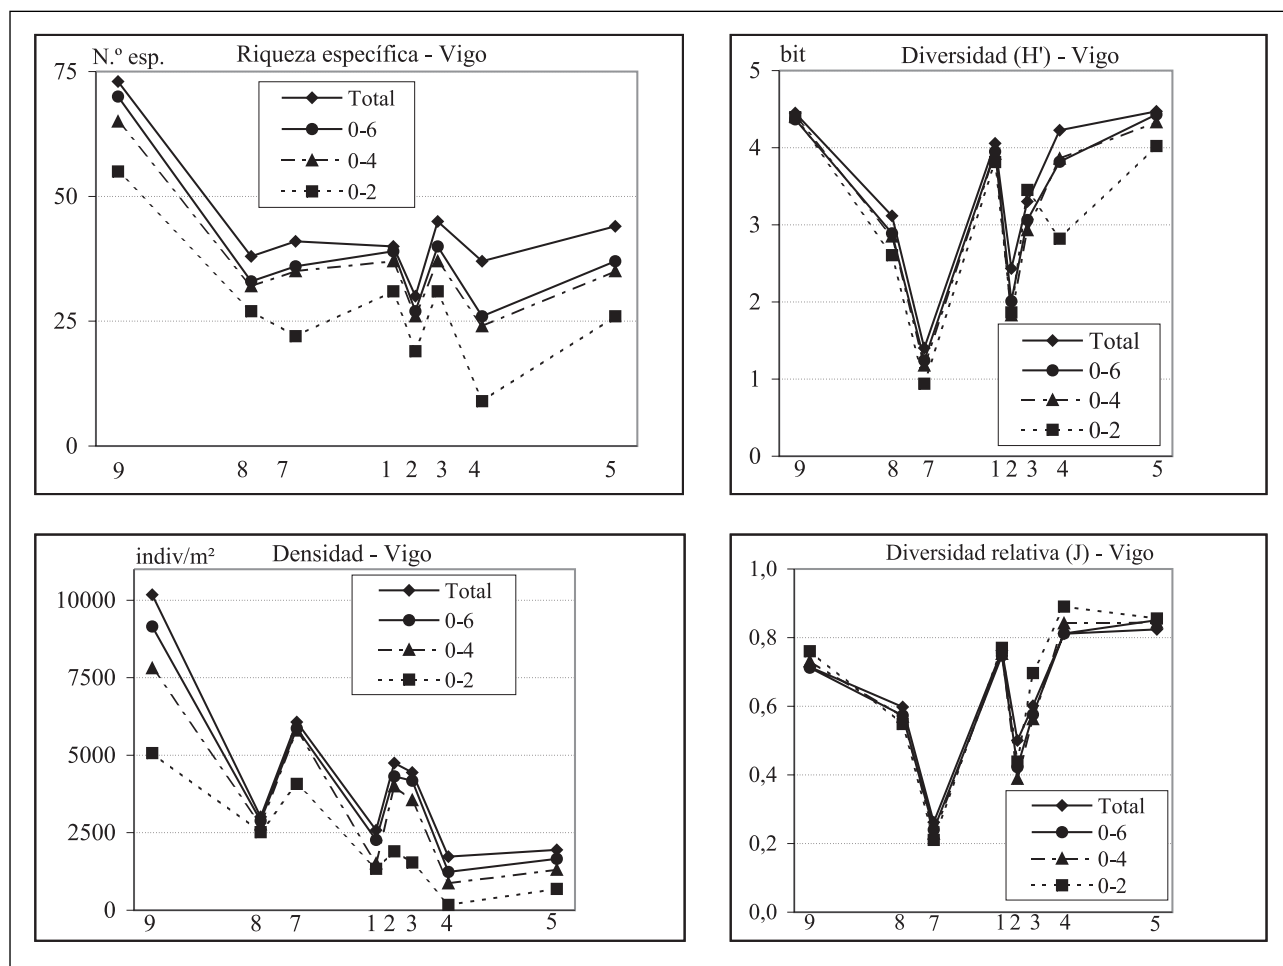 Riqueza específica - Vigo
N.º esp.
75
50
25
0
Total
0-6
0-4
0-2
9 8 7 1 2 3 4 5
Diversidad (H') - Vigo
bit
5
4
3
2
1
0
Total
0-6
0-4
0-2
9 8 7 1 2 3 4 5
Densidad - Vigo
indiv/m²
10000
7500
5000
2500
0
Total
0-6
0-4
0-2
9 8 7 1 2 3 4 5
Diversidad relativa (J) - Vigo
1,0
0,8
0,6
0,4
0,2
0,0
Total
0-6
0-4
0-2
9 8 7 1 2 3 4 5